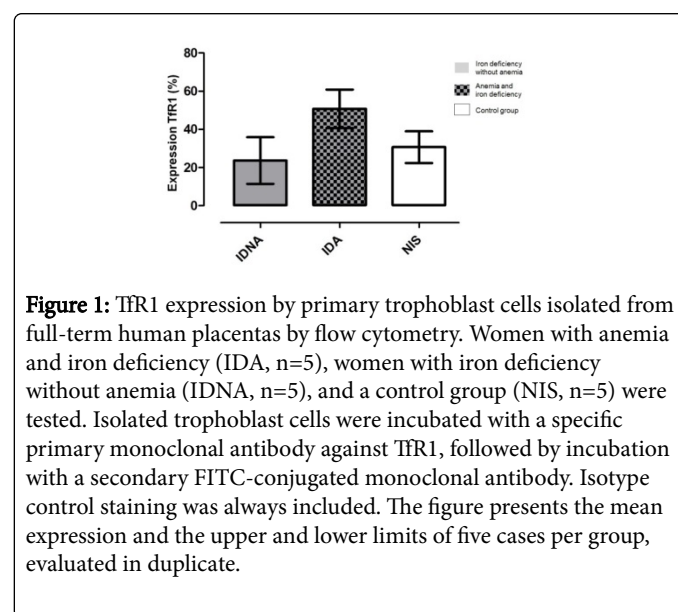 80
60
40
20
0
Expression TfR1 (%)
IDNA
IDA
NIS
Iron deficiency
without anemia
Anemia and
iron deficiency
Control group
Figure 1: TfR1 expression by primary trophoblast cells isolated from
full-term human placentas by flow cytometry. Women with anemia
and iron deficiency (IDA, n=5), women with iron deficiency
without anemia (IDNA, n=5), and a control group (NIS, n=5) were
tested. Isolated trophoblast cells were incubated with a specific
primary monoclonal antibody against TfR1, followed by incubation
with a secondary FITC-conjugated monoclonal antibody. Isotype
control staining was always included. The figure presents the mean
expression and the upper and lower limits of five cases per group,
evaluated in duplicate.